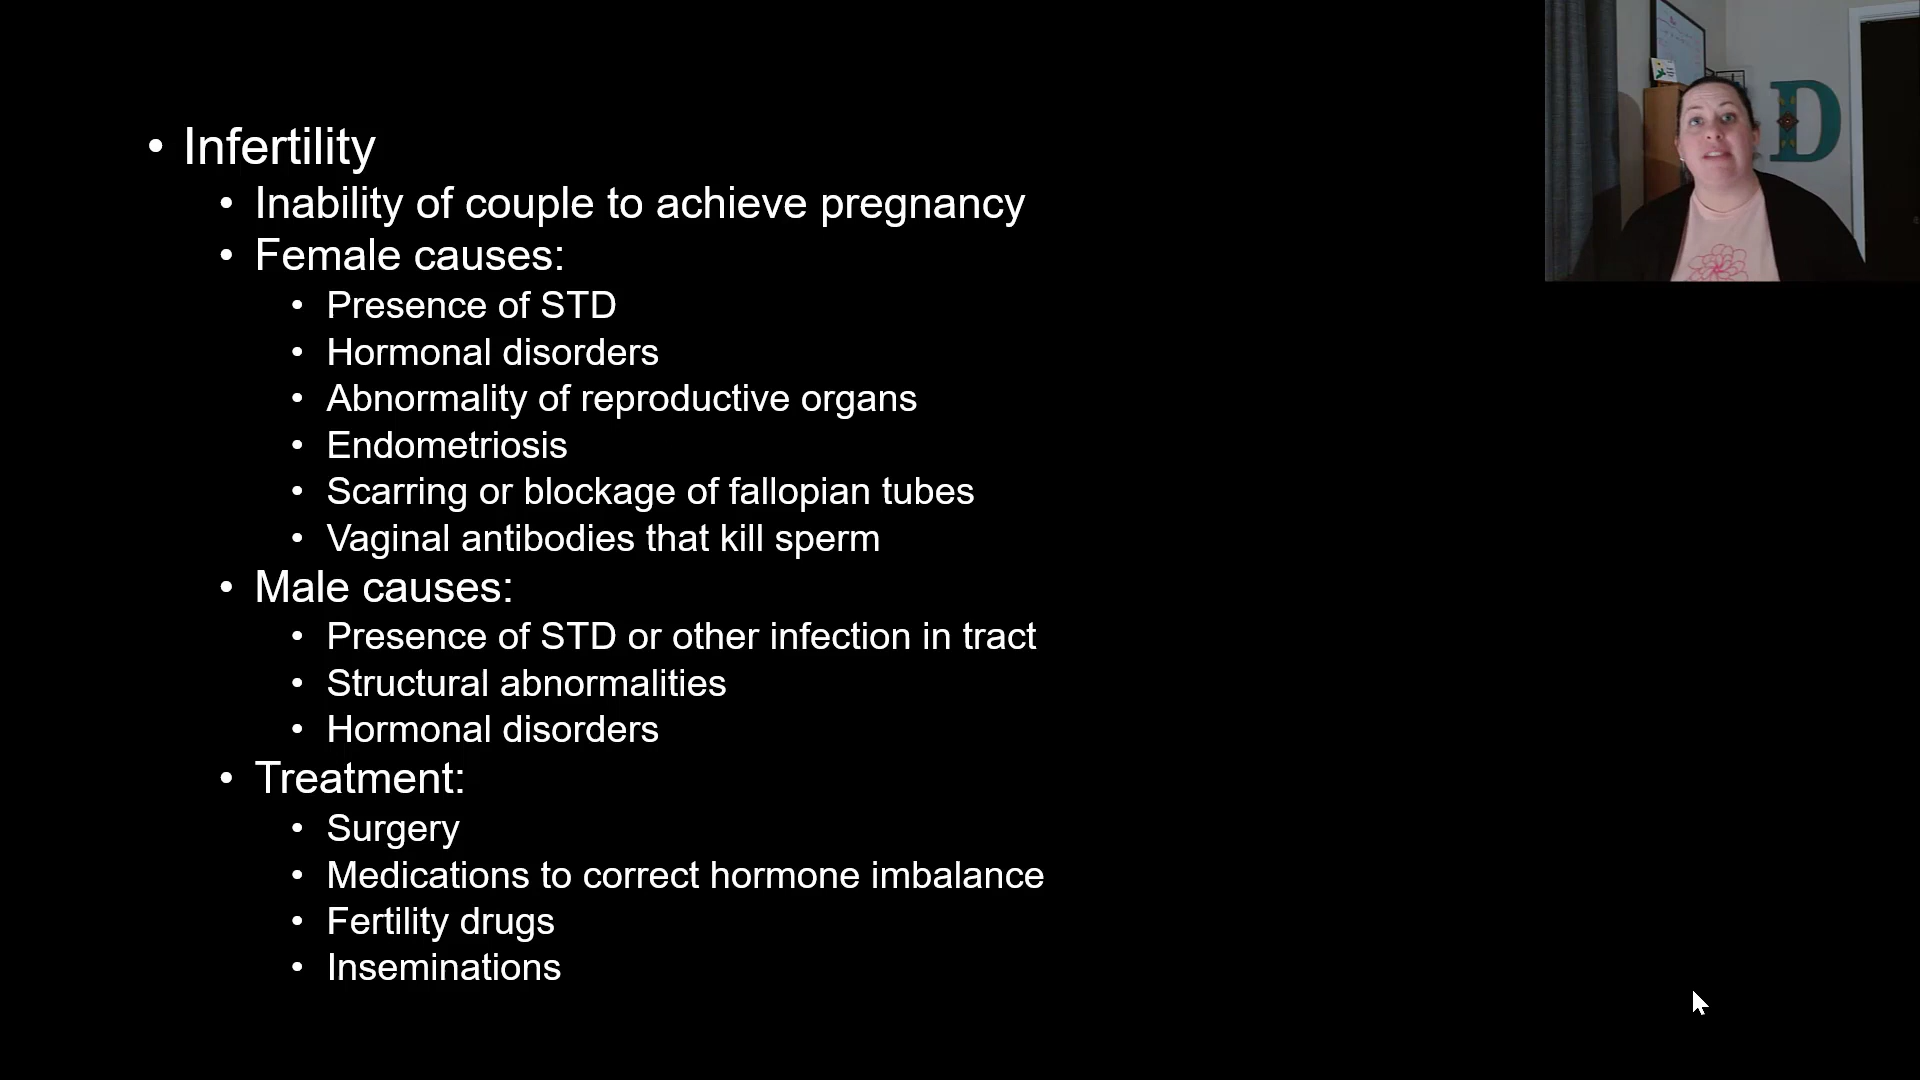 • Infertility
• Inability of couple to achieve pregnancy
• Female causes:
• Presence of STD
• Hormonal disorders
• Abnormality of reproductive organs
• Endometriosis
• Scarring or blockage of fallopian tubes
• Vaginal antibodies that kill sperm
• Male causes:
• Presence of STD or other infection in tract
• Structural abnormalities
• Hormonal disorders
• Treatment:
• Surgery
• Medications to correct hormone imbalance
• Fertility drugs
• Inseminations
D